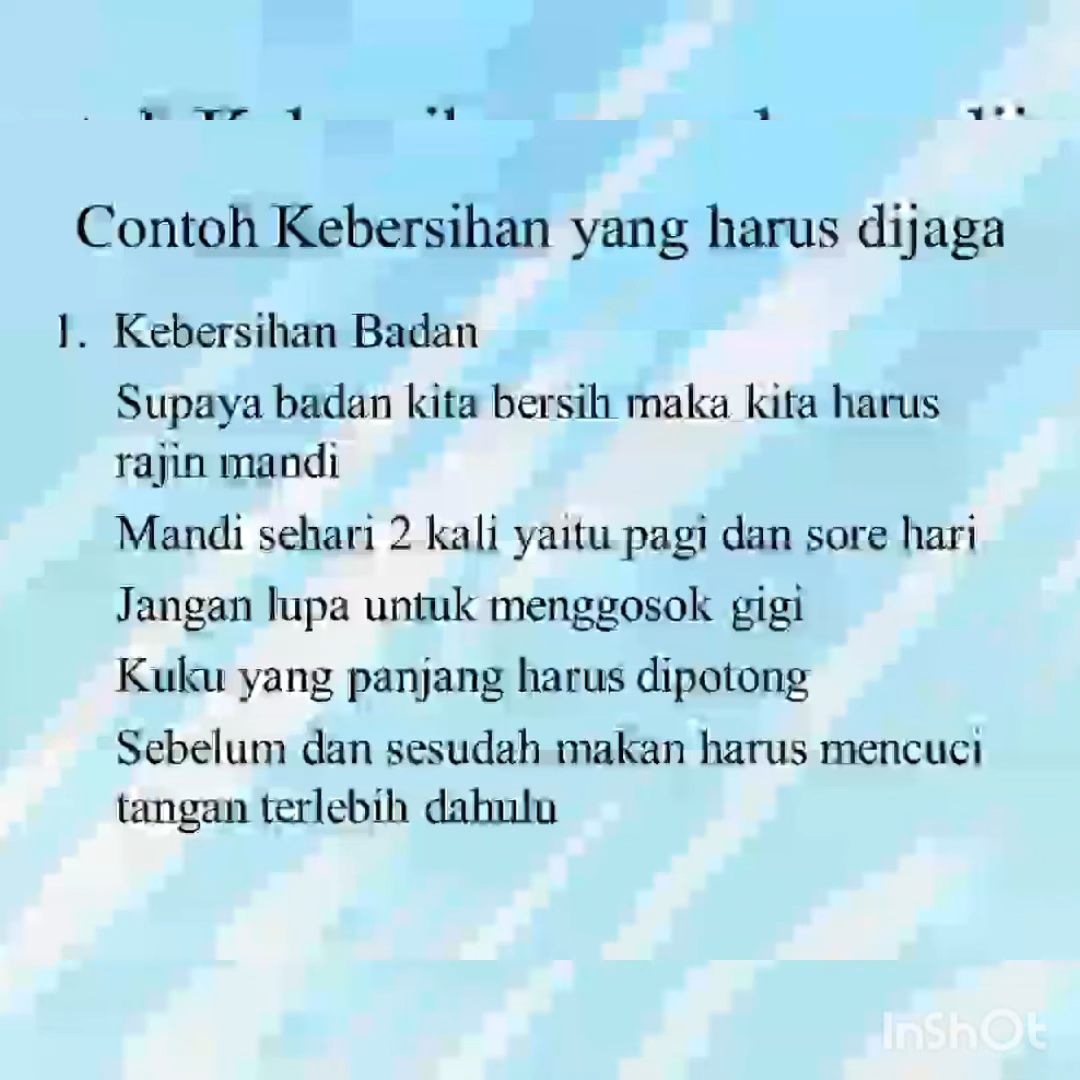 Contoh Kebersihan yang harus dijaga
1. Kebersihan Badan
Supaya badan kita bersih maka kita harus
rajin mandi
Mandi sehari 2 kali yaitu pagi dan sore hari
Jangan lupa untuk menggosok gigi
Kuku yang panjang harus dipotong
Sebelum dan sesudah makan harus mencuci
tangan terlebih dahulu
InShOt